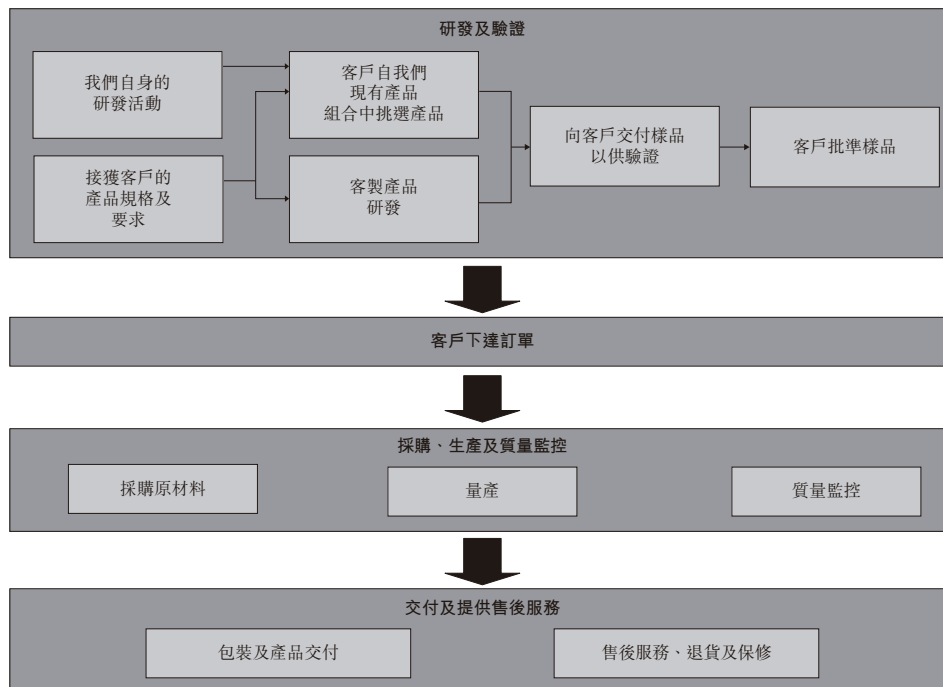 研發及驗證
我們自身的
研發活動
客戶自我們
現有產品
組合中挑選產品
接獲客戶的
產品規格及
要求
客製產品
研發
向客戶交付樣品
以供驗證
客戶批準樣品
客戶下達訂單
採購、生產及質量監控
採購原材料
量產
質量監控
交付及提供售後服務
包裝及產品交付
售後服務、退貨及保修